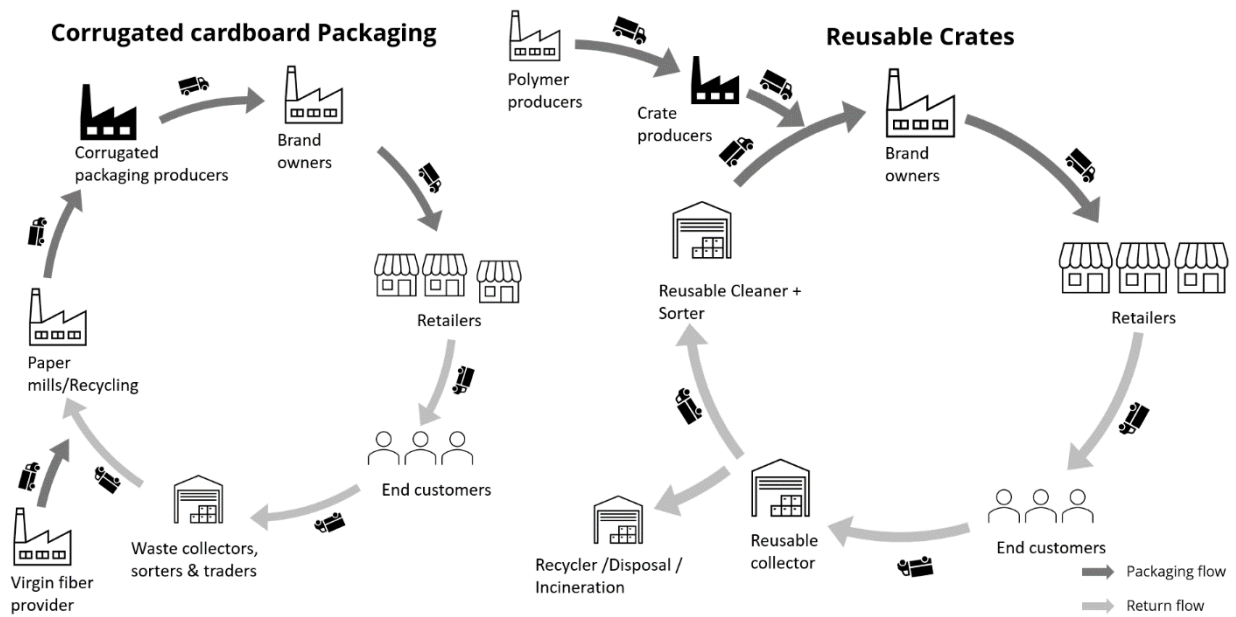 Corrugated cardboard Packaging
Corrugated
packaging producers
Brand
owners
Retailers
End customers
Waste collectors,
sorters & traders
Paper
mills/Recycling
Virgin fiber
provider
Reusable Crates
Polymer
producers
Crate
producers
Brand
owners
Retailers
End customers
Reusable
collector
Recycler /Disposal /
Incineration
Reusable Cleaner +
Sorter
Packaging flow
Return flow